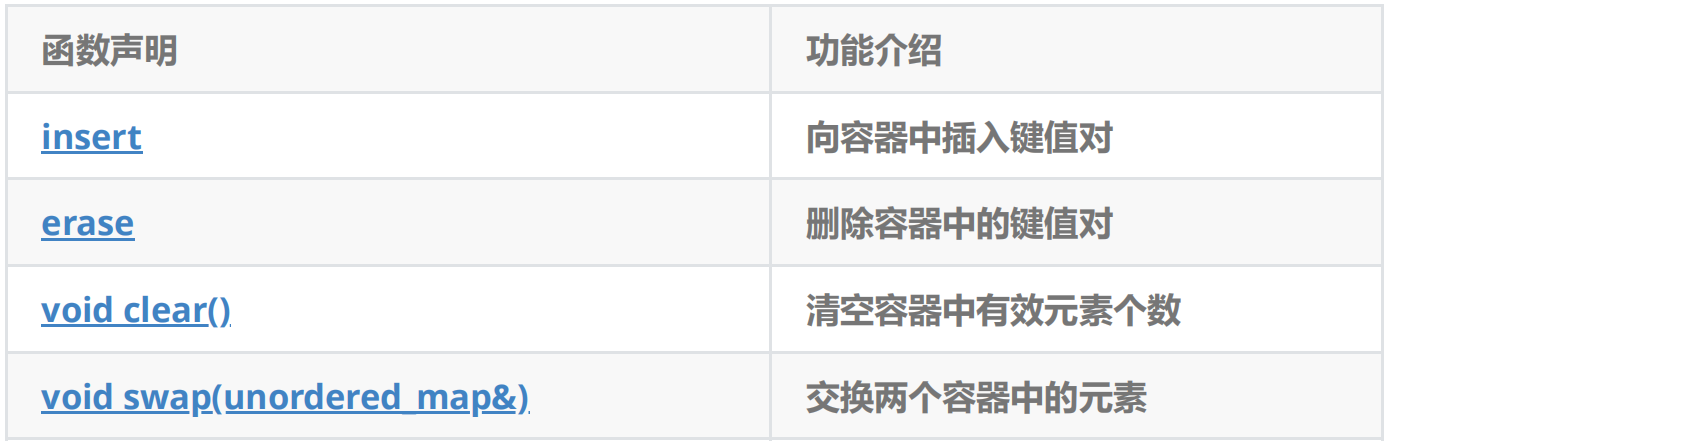 函数声明 功能介绍
insert 向容器中插入键值对
erase 删除容器中的键值对
void clear() 清空容器中有效元素个数
void swap(unordered_map&) 交换两个容器中的元素